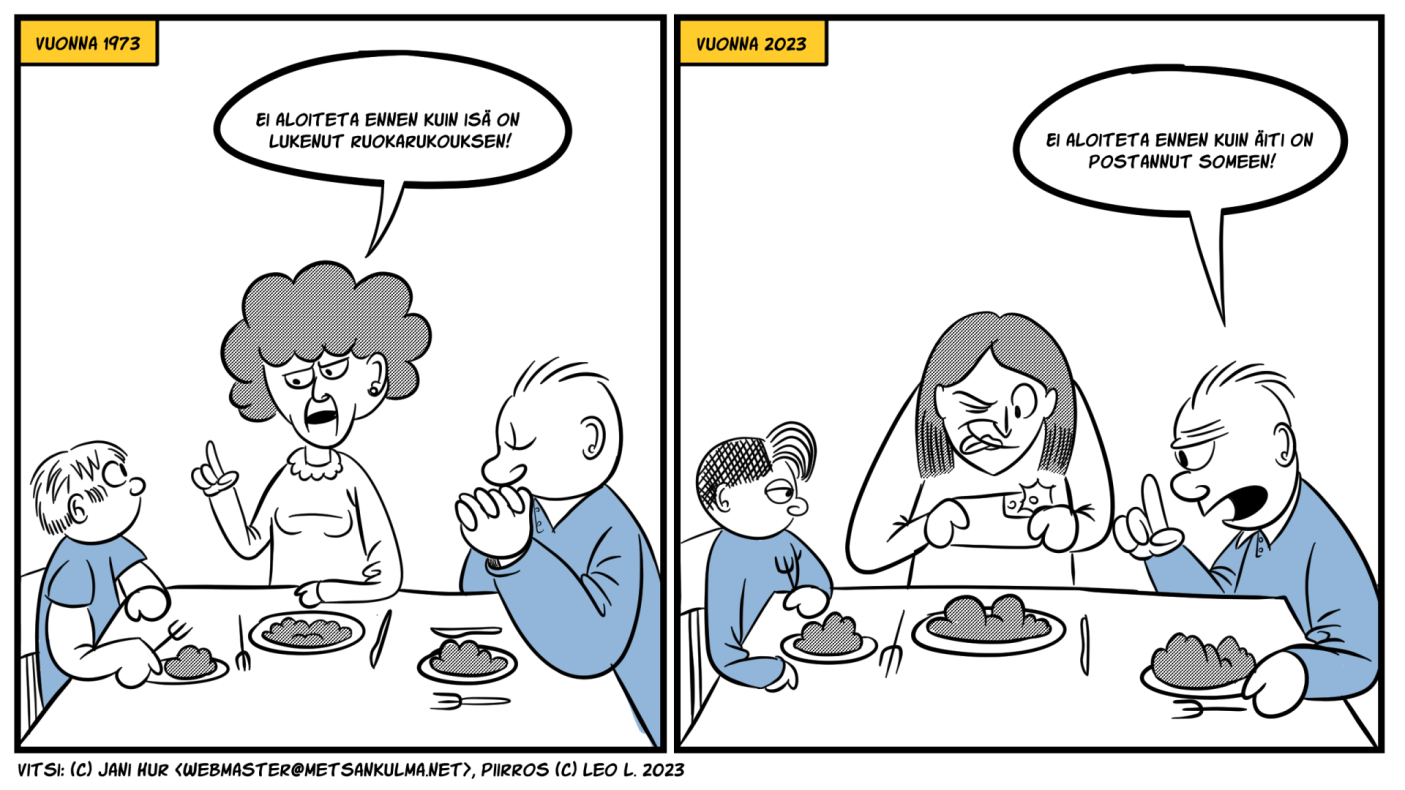 VUONNA 1973
EI ALOITETA ENNEN KUIN ISÄ ON
LUKENUT RUOKARUKOUKSEN!
VUONNA 2023
EI ALOITETA ENNEN KUIN ÄITI ON
POSTANNUT SOMEEN!
VITSI: (C) JANI HUR <WEBMASTER@METSANKULMA.NET>, PIIRROS (C) LEO L. 2023